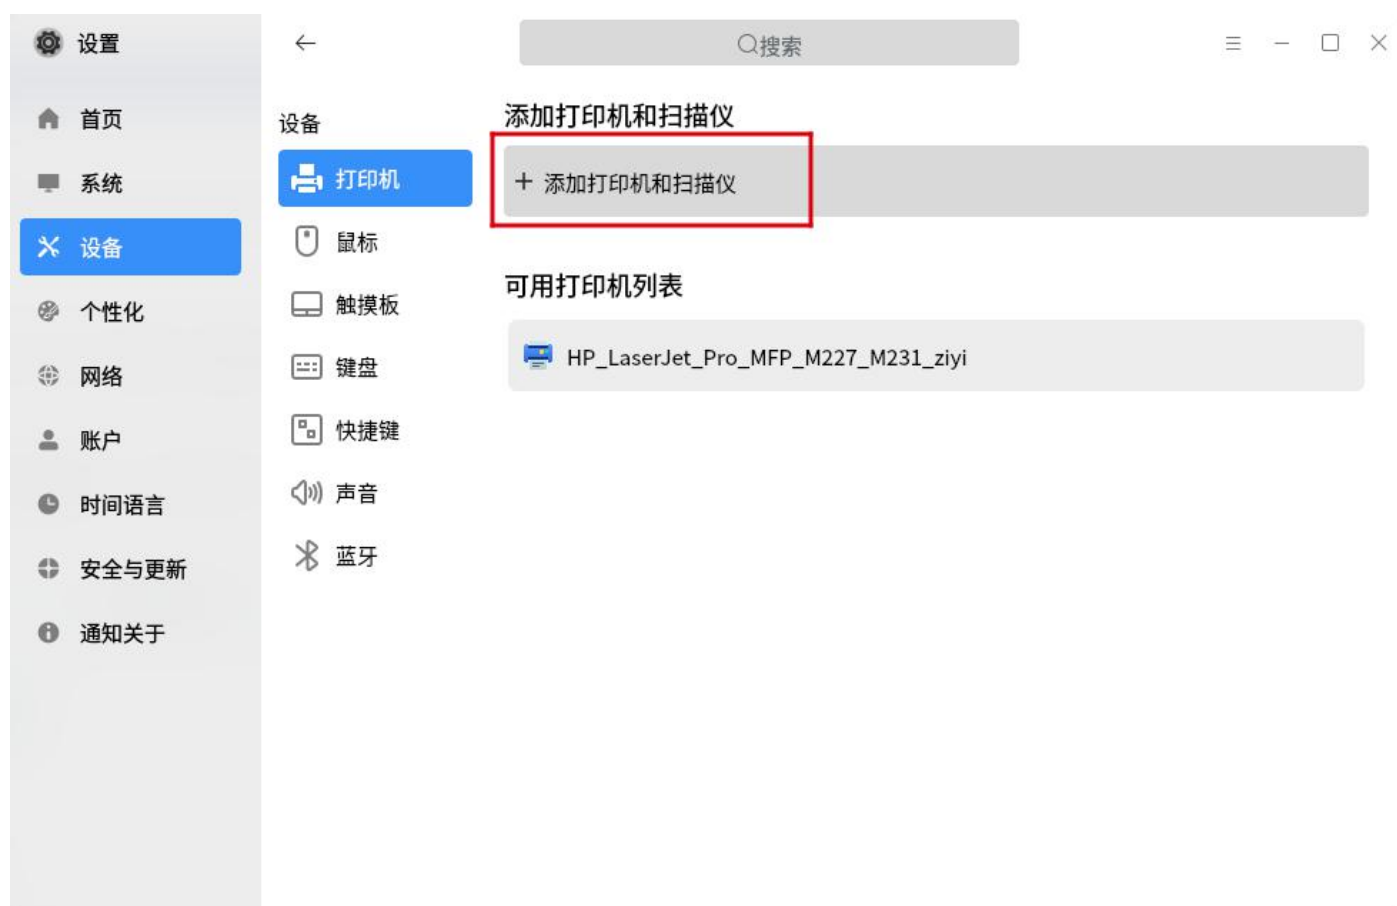 设置
搜索
首页
系统
设备
个性化
网络
账户
时间语言
安全与更新
通知关于
设备
打印机
鼠标
触摸板
键盘
快捷键
声音
蓝牙
添加打印机和扫描仪
+ 添加打印机和扫描仪
可用打印机列表
HP_LaserJet_Pro_MFP_M227_M231_ziyi